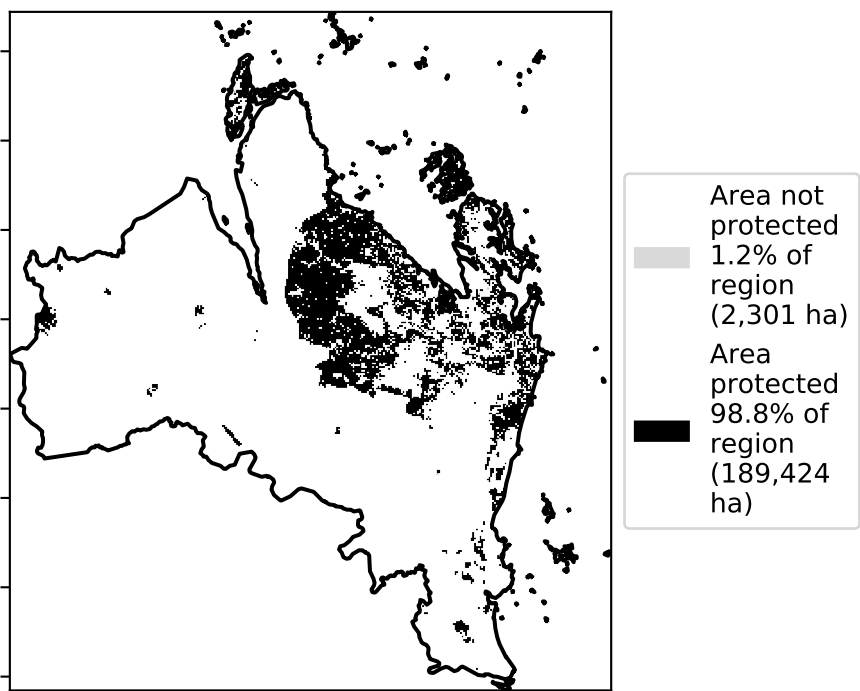 Area not
protected
1.2% of
region
(2,301 ha)
Area
protected
98.8% of
region
(189,424
ha)